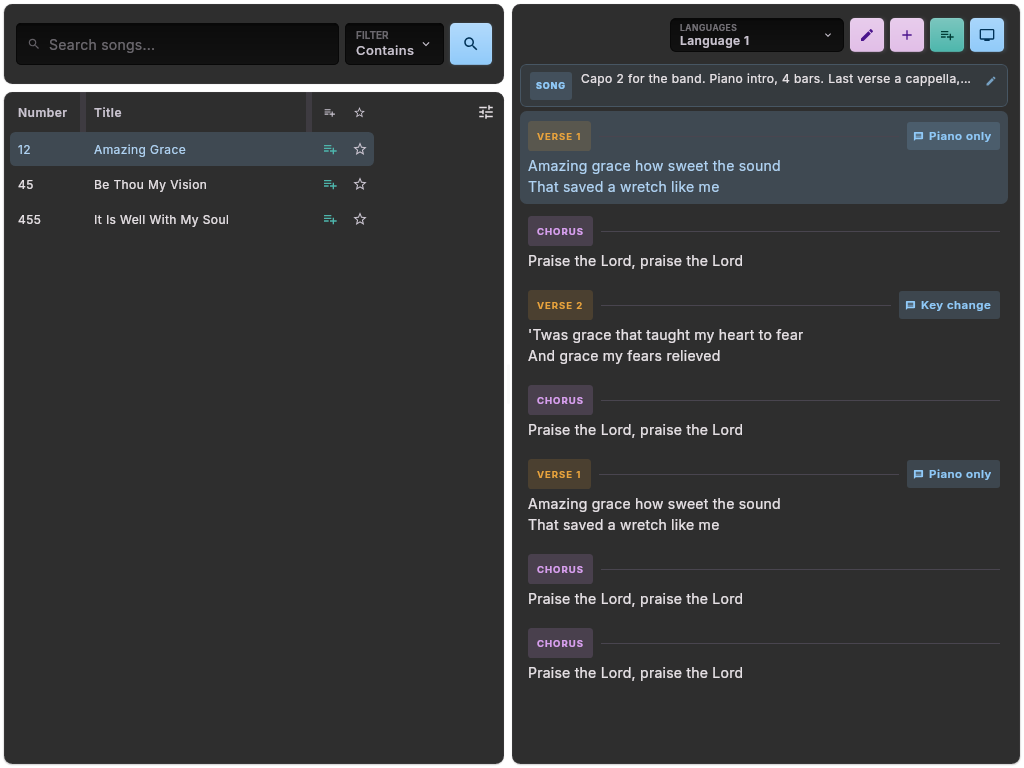 Search songs...
FILTER
Contains
Number Title
12 Amazing Grace
45 Be Thou My Vision
455 It Is Well With My Soul
LANGUAGES
Language 1
SONG Capo 2 for the band. Piano intro, 4 bars. Last verse a cappella,...
VERSE 1 Piano only
Amazing grace how sweet the sound
That saved a wretch like me
CHORUS
Praise the Lord, praise the Lord
VERSE 2 Key change
'Twas grace that taught my heart to fear
And grace my fears relieved
CHORUS
Praise the Lord, praise the Lord
VERSE 1 Piano only
Amazing grace how sweet the sound
That saved a wretch like me
CHORUS
Praise the Lord, praise the Lord
CHORUS
Praise the Lord, praise the Lord